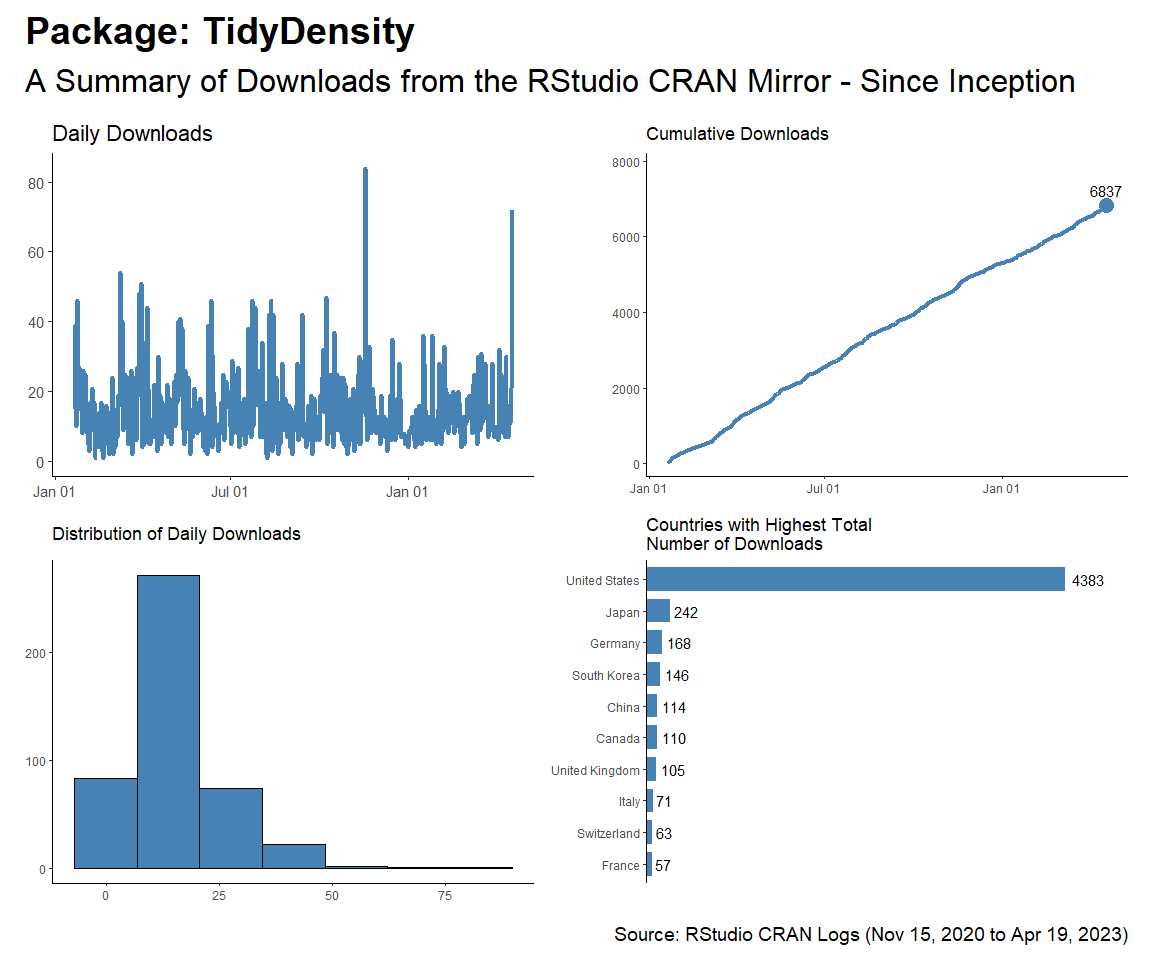 Package: TidyDensity
A Summary of Downloads from the RStudio CRAN Mirror - Since Inception
Daily Downloads
80
60
40
20
0
Jan 01
Jul 01
Jan 01
Cumulative Downloads
8000
6000
4000
2000
0
6837
Jan 01
Jul 01
Jan 01
Distribution of Daily Downloads
200
100
0
0
25
50
75
Countries with Highest Total
Number of Downloads
United States 4383
Japan 242
Germany 168
South Korea 146
China 114
Canada 110
United Kingdom 105
Italy 71
Switzerland 63
France 57
Source: RStudio CRAN Logs (Nov 15, 2020 to Apr 19, 2023)